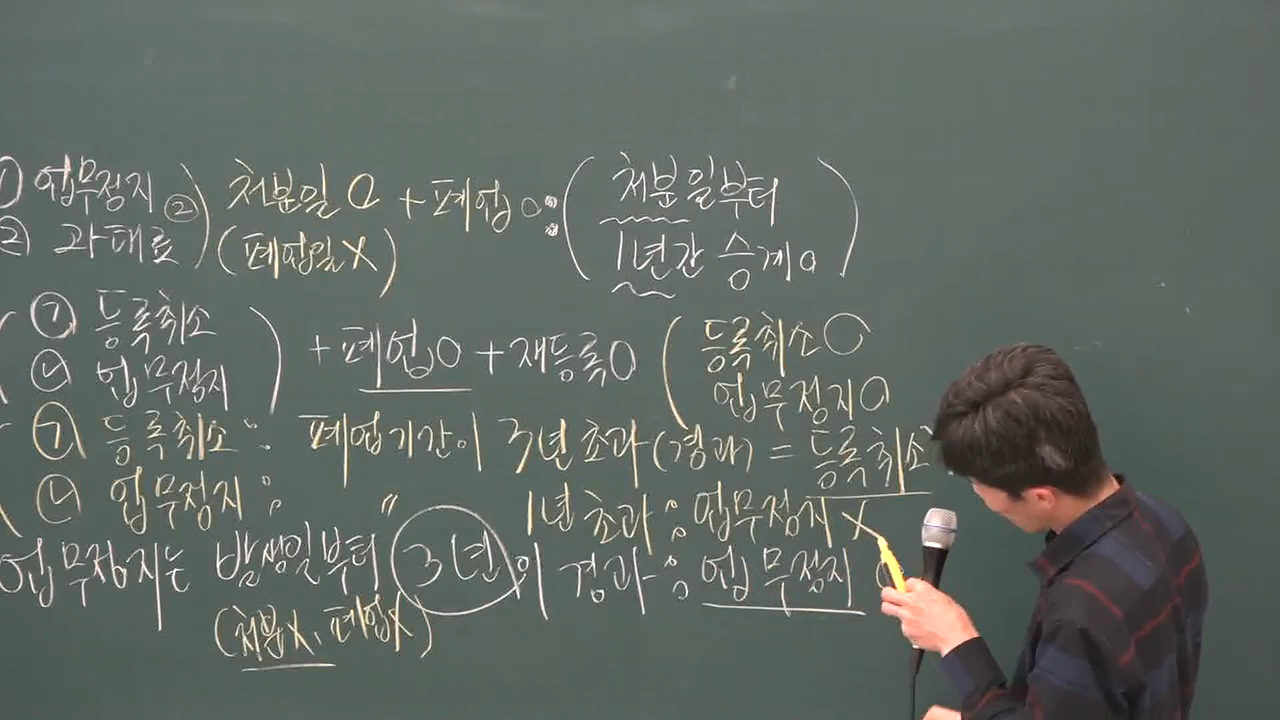 ① 업무정지 ②) 처분일 O + 폐업 O : (처분일부터
② 과태료 (폐업일 X) 1년간 승계 O)
㉠ 등록취소 ) + 폐업 O + 재등록 O ( 등록취소 O
㉡ 업무정지 업무정지 O
㉠ 등록취소 : 폐업기간이 3년 초과(경과) = 등록취소
㉡ 업무정지 : 〃 1년 초과 : 업무정지 X
업무정지는 발생일부터 3년의 경과 : 업무정지
(처분X, 폐업X)